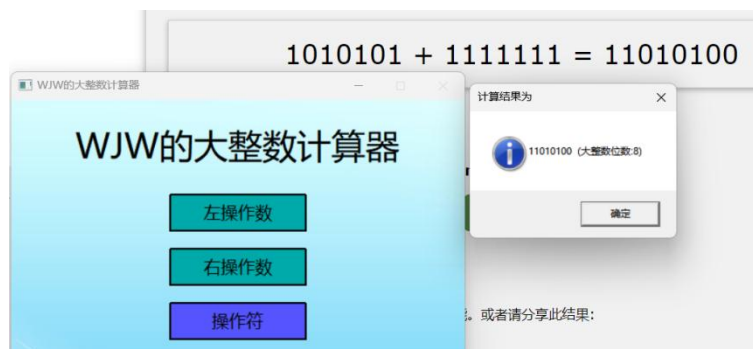 1010101 + 1111111 = 11010100
WJW的大整数计算器
计算结果为
WJW的大整数计算器
11010100 (大整数位数:8)
左操作数
确定
右操作数
操作符
。或者请分享此结果: